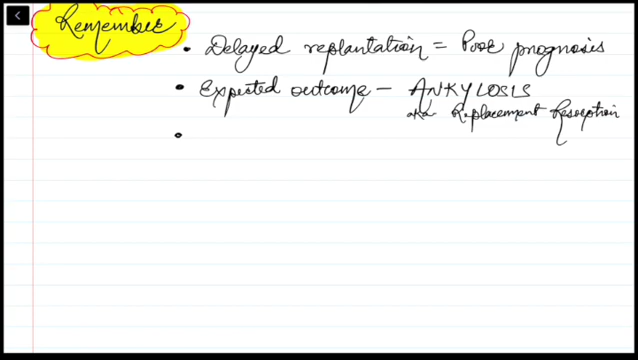 Remember
• Delayed replantation = Poor prognosis
• Expected outcome - ANKYLOSIS
aka Replacement Resorption
•